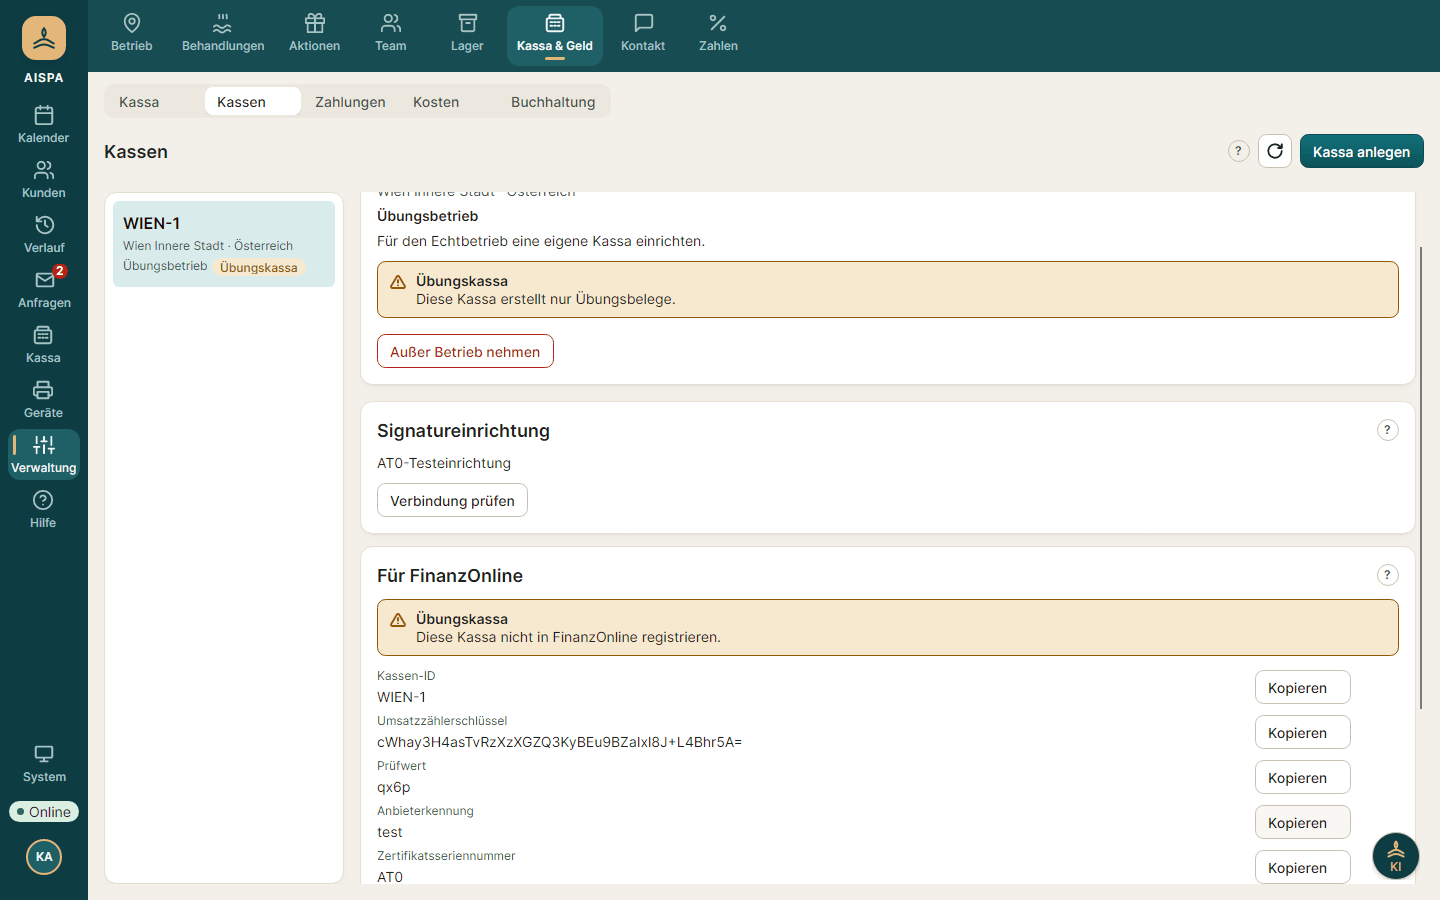 AISPA
Kalender
Kunden
Verlauf
2
Anfragen
Kassa
Geräte
Verwaltung
Hilfe
System
Online
KA
Betrieb
Behandlungen
Aktionen
Team
Lager
Kassa & Geld
Kontakt
Zahlen
Kassa
Kassen
Zahlungen
Kosten
Buchhaltung
Kassen
?
Kassa anlegen
WIEN-1
Wien Innere Stadt · Österreich
Übungsbetrieb Übungskassa
Wien Innere Stadt · Österreich
Übungsbetrieb
Für den Echtbetrieb eine eigene Kassa einrichten.
Übungskassa
Diese Kassa erstellt nur Übungsbelege.
Außer Betrieb nehmen
Signatureinrichtung
?
AT0-Testeinrichtung
Verbindung prüfen
Für FinanzOnline
?
Übungskassa
Diese Kassa nicht in FinanzOnline registrieren.
Kassen-ID
WIEN-1
Kopieren
Umsatzzählerschlüssel
cWhay3H4asTvRzXzXGZQ3KyBEu9BZaIxI8J+L4Bhr5A=
Kopieren
Prüfwert
qx6p
Kopieren
Anbieterkennung
test
Kopieren
Zertifikatsseriennummer
AT0
Kopieren
KI